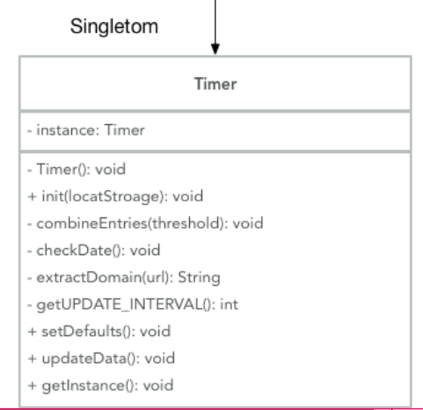 Singletom
Timer
- instance: Timer
- Timer(): void
+ init(locatStroage): void
- combineEntries(threshold): void
- checkDate(): void
- extractDomain(url): String
- getUPDATE_INTERVAL(): int
+ setDefaults(): void
+ updateData(): void
+ getInstance(): void